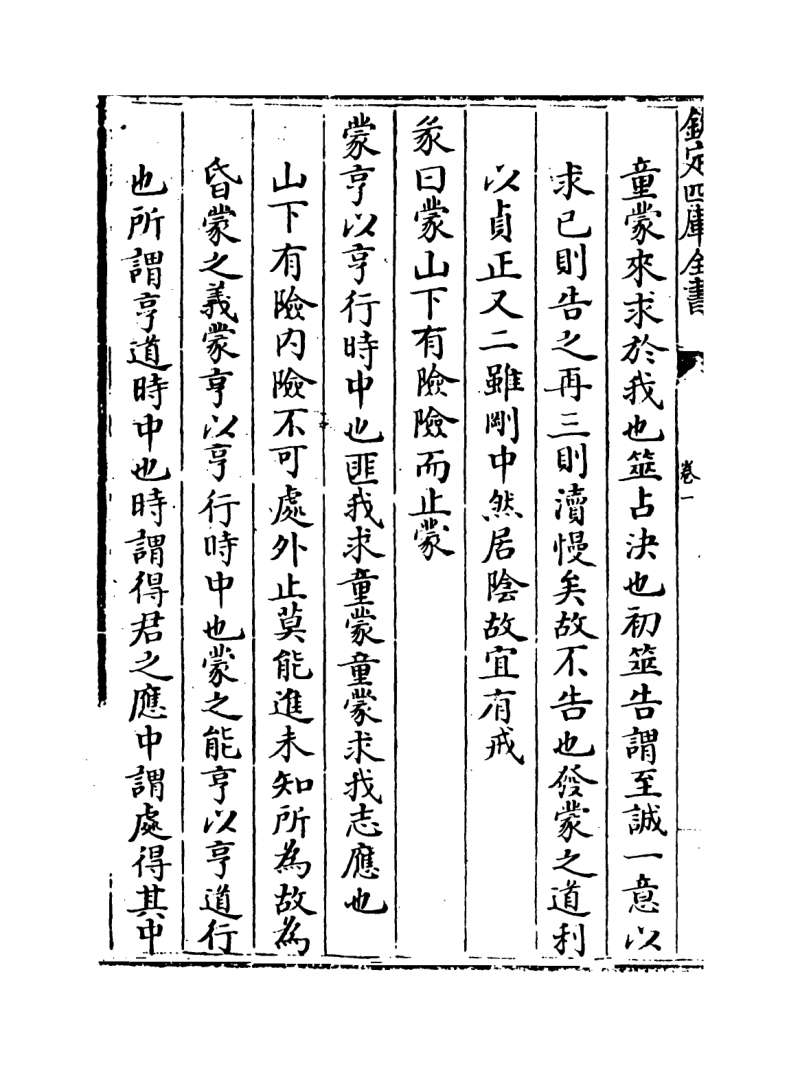 欽定四庫全書
卷一
童蒙來求於我也筮占決也初筮告謂至誠一意以
求已則告之再三則瀆慢矣故不告也發蒙之道利
以貞正又二雖剛中然居陰故宜有戒
彖曰蒙山下有險險而止蒙
蒙亨以亨行時中也匪我求童蒙童蒙求我志應也
山下有險內險不可處外止莫能進未知所為故為
昏蒙之義蒙亨以亨行時中也蒙之能亨以亨道行
也所謂亨道時中也時謂得君之應中謂處得其中